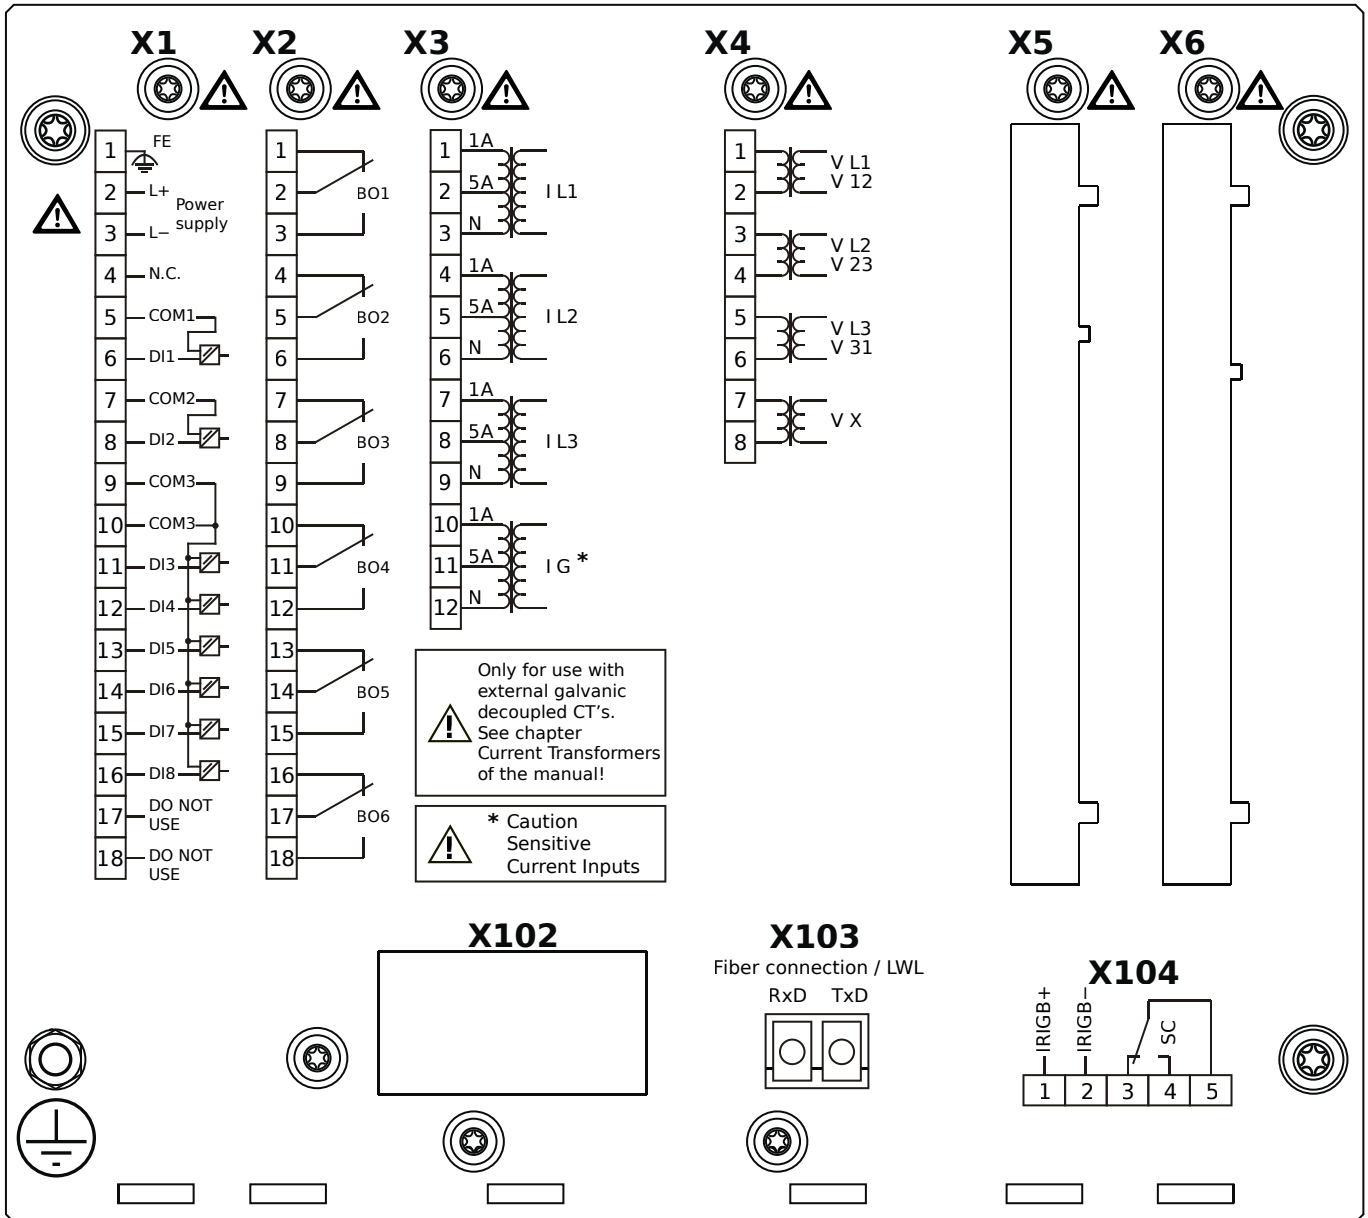 X1
X2
X3
X4
X5
X6
1
FE
2
L+
Power
supply
3
L−
4
N.C.
5
COM1
6
DI1
7
COM2
8
DI2
9
COM3
10
COM3
11
DI3
12
DI4
13
DI5
14
DI6
15
DI7
16
DI8
17
DO NOT
USE
18
DO NOT
USE
1
2
BO1
3
4
5
BO2
6
7
8
BO3
9
10
11
BO4
12
13
14
BO5
15
16
17
BO6
18
1
1A
2
5A
I L1
3
N
4
1A
5
5A
I L2
6
N
7
1A
8
5A
I L3
9
N
10
1A
11
5A
I G *
12
N
Only for use with
external galvanic
decoupled CT's.
See chapter
Current Transformers
of the manual!
* Caution
Sensitive
Current Inputs
1
2
V L1
V 12
3
4
V L2
V 23
5
6
V L3
V 31
7
8
V X
X102
X103
Fiber connection / LWL
RxD TxD
X104
IRIGB+
IRIGB−
SC
1 2 3 4 5